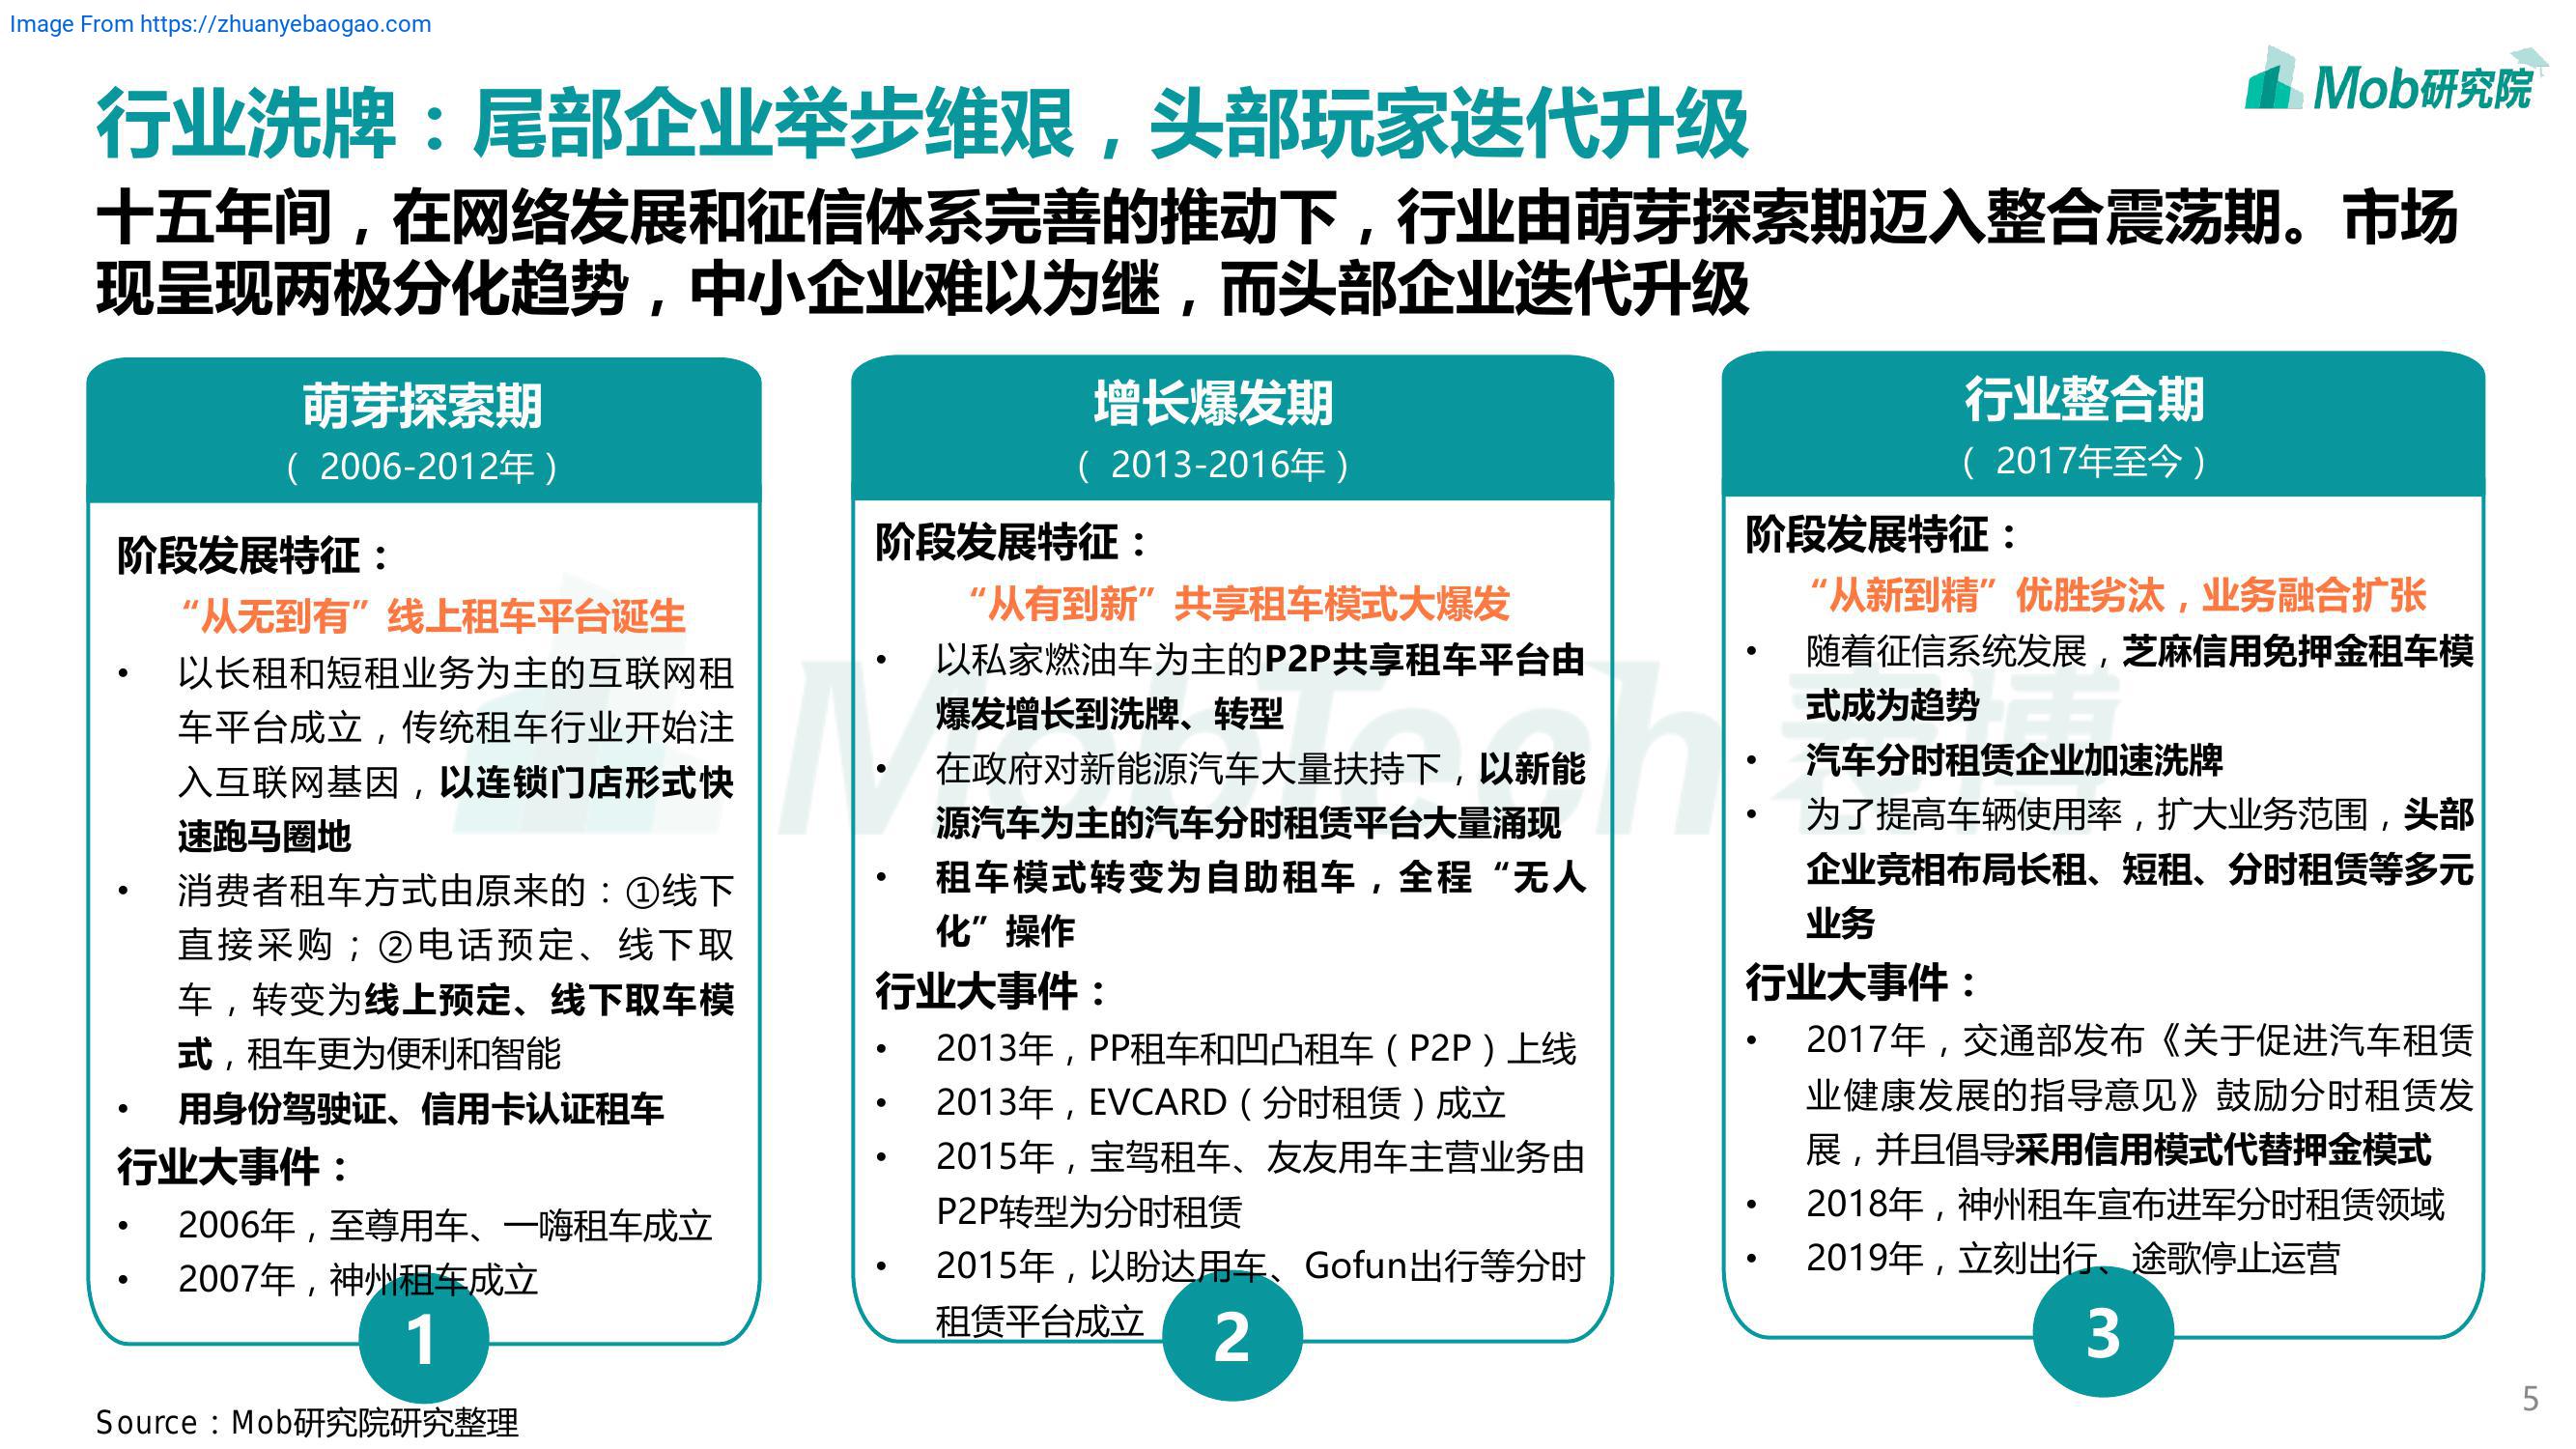 Image From https://zhuanyebaogao.com
Mob研究院
行业洗牌：尾部企业举步维艰，头部玩家迭代升级
十五年间，在网络发展和征信体系完善的推动下，行业由萌芽探索期迈入整合震荡期。市场
现呈现两极分化趋势，中小企业难以为继，而头部企业迭代升级
萌芽探索期
（ 2006-2012年）
阶段发展特征：
“从无到有”线上租车平台诞生
• 以长租和短租业务为主的互联网租
车平台成立，传统租车行业开始注
入互联网基因，以连锁门店形式快
速跑马圈地
• 消费者租车方式由原来的：①线下
直接采购；②电话预定、线下取
车，转变为线上预定、线下取车模
式，租车更为便利和智能
• 用身份驾驶证、信用卡认证租车
行业大事件：
• 2006年，至尊用车、一嗨租车成立
• 2007年，神州租车成立
1
增长爆发期
（ 2013-2016年）
阶段发展特征：
“从有到新”共享租车模式大爆发
• 以私家燃油车为主的P2P共享租车平台由
爆发增长到洗牌、转型
• 在政府对新能源汽车大量扶持下，以新能
源汽车为主的汽车分时租赁平台大量涌现
• 租车模式转变为自助租车，全程“无人
化”操作
行业大事件：
• 2013年，PP租车和凹凸租车（P2P）上线
• 2013年，EVCARD（分时租赁）成立
• 2015年，宝驾租车、友友用车主营业务由
P2P转型为分时租赁
• 2015年，以盼达用车、Gofun出行等分时
租赁平台成立
2
行业整合期
（ 2017年至今）
阶段发展特征：
“从新到精”优胜劣汰，业务融合扩张
• 随着征信系统发展，芝麻信用免押金租车模
式成为趋势
• 汽车分时租赁企业加速洗牌
• 为了提高车辆使用率，扩大业务范围，头部
企业竞相布局长租、短租、分时租赁等多元
业务
行业大事件：
• 2017年，交通部发布《关于促进汽车租赁
业健康发展的指导意见》鼓励分时租赁发
展，并且倡导采用信用模式代替押金模式
• 2018年，神州租车宣布进军分时租赁领域
• 2019年，立刻出行、途歌停止运营
3
MobTech 袤博
Source：Mob研究院研究整理
5